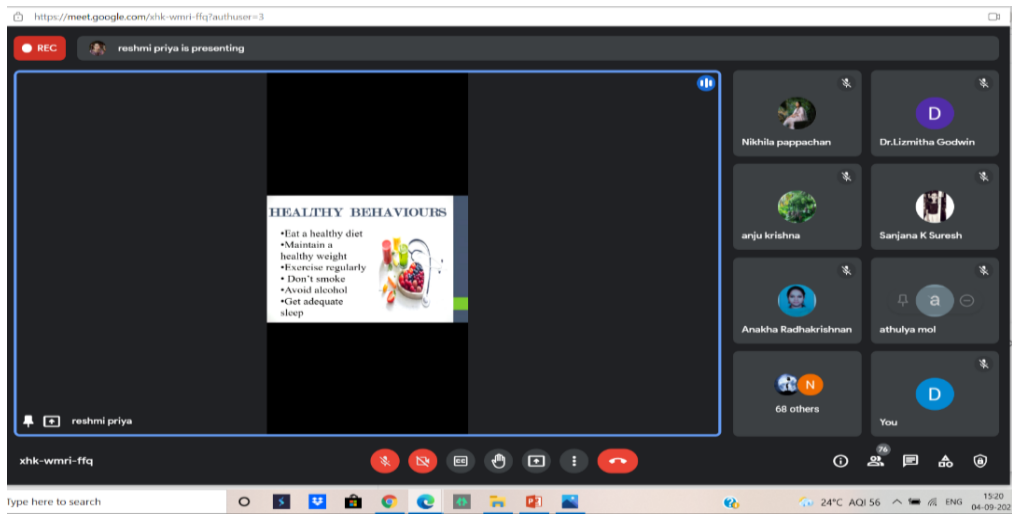 https://meet.google.com/xhk-wmri-ffq?authuser=3
REC
reshmi priya is presenting
HEALTHY BEHAVIOURS
•Eat a healthy diet
•Maintain a
healthy weight
•Exercise regularly
• Don't smoke
•Avoid alcohol
•Get adequate
sleep
reshmi priya
Nikhila pappachan
D
Dr.Lizmitha Godwin
anju krishna
Sanjana K Suresh
Anakha Radhakrishnan
a
athulya mol
N
68 others
D
You
xhk-wmri-ffq
CC
76
Type here to search
24°C AQI 56
ENG
15:20
04-09-202